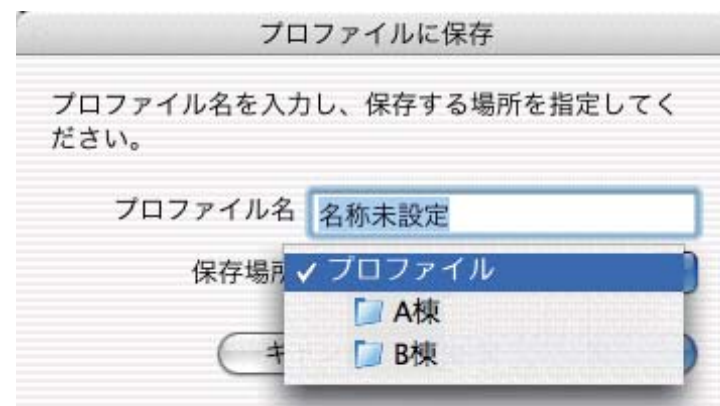 プロファイルに保存
プロファイル名を入力し、保存する場所を指定してく
ださい。
プロファイル名 名称未設定
保存場所 ✓ プロファイル
A棟
キ B棟